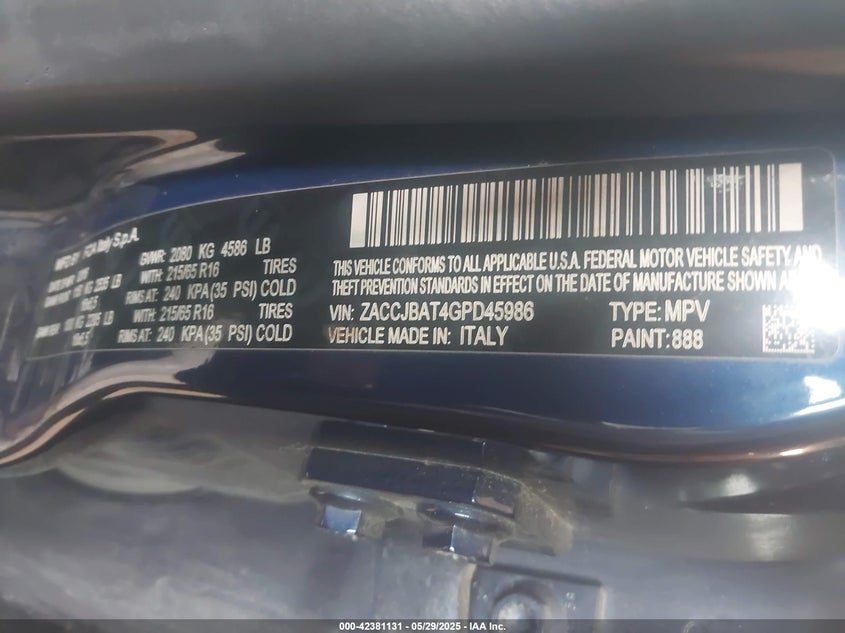 MFD BY FCA Italy S.p.A.
GVWR: 2080 KG 4586 LB
WITH: 215/65 R16 TIRES
RIMS AT: 240 KPA (35 PSI) COLD
WITH: 215/65 R16 TIRES
RIMS AT: 240 KPA (35 PSI) COLD
THIS VEHICLE CONFORMS TO ALL APPLICABLE U.S.A. FEDERAL MOTOR VEHICLE SAFETY AND
THEFT PREVENTION STANDARDS IN EFFECT ON THE DATE OF MANUFACTURE SHOWN
VIN: ZACCJBAT4GPD45986 TYPE: MPV
VEHICLE MADE IN: ITALY PAINT: 888
000-42381131 - 05/29/2025 - IAA Inc.